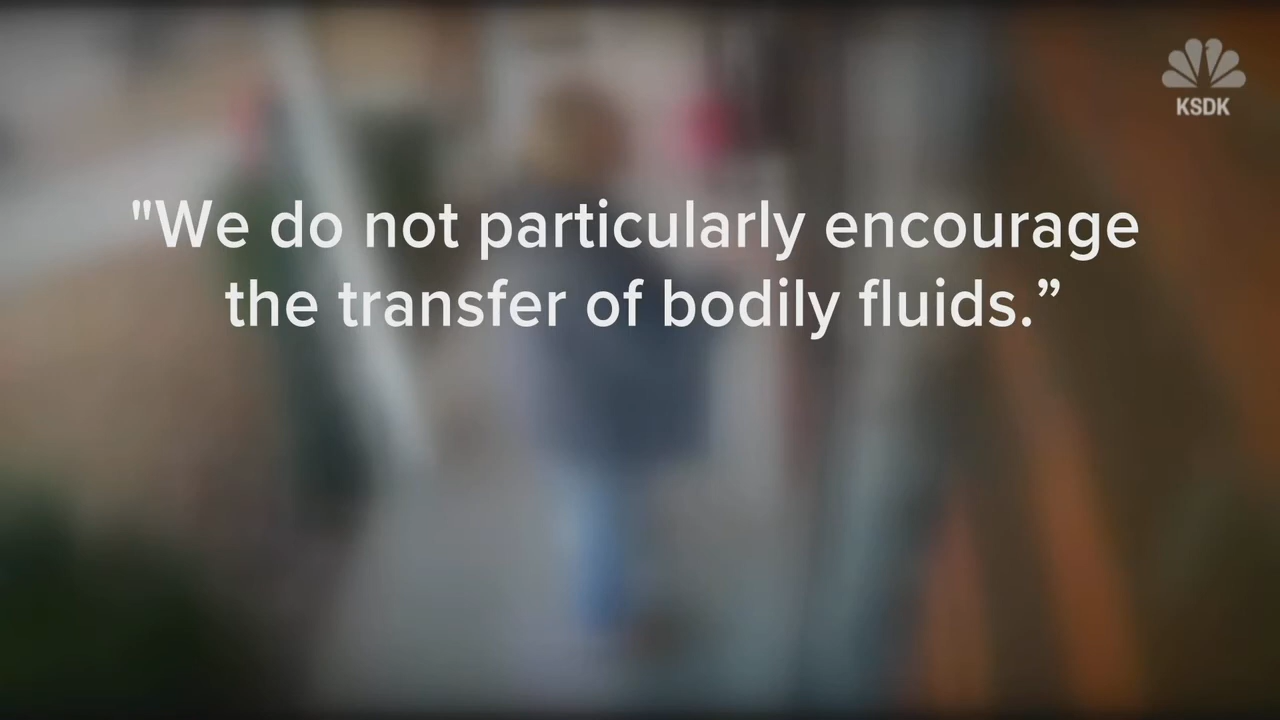 KSDK
"We do not particularly encourage
the transfer of bodily fluids.”